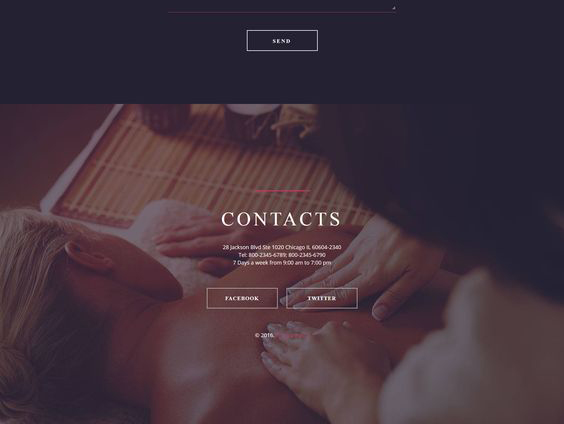 SEND
CONTACTS
28 Jackson Blvd Ste 1020 Chicago IL 60604-2340
Tel: 800-2345-6789; 800-2345-6790
7 Days a week from 9:00 am to 7:00 pm
FACEBOOK TWITTER
© 2016.